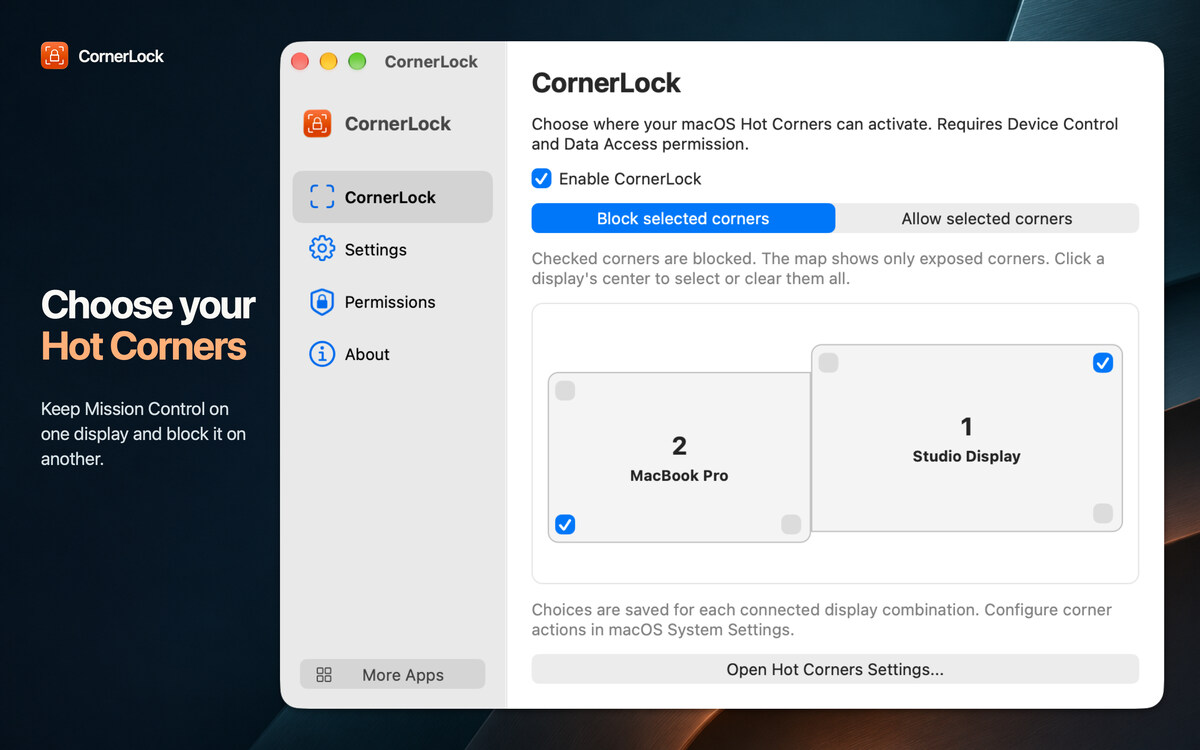 CornerLock
Choose your
Hot Corners
Keep Mission Control on
one display and block it on
another.
CornerLock
CornerLock
CornerLock
Settings
Permissions
About
More Apps
CornerLock
Choose where your macOS Hot Corners can activate. Requires Device Control
and Data Access permission.
Enable CornerLock
Block selected corners
Allow selected corners
Checked corners are blocked. The map shows only exposed corners. Click a
display's center to select or clear them all.
2
MacBook Pro
1
Studio Display
Choices are saved for each connected display combination. Configure corner
actions in macOS System Settings.
Open Hot Corners Settings...